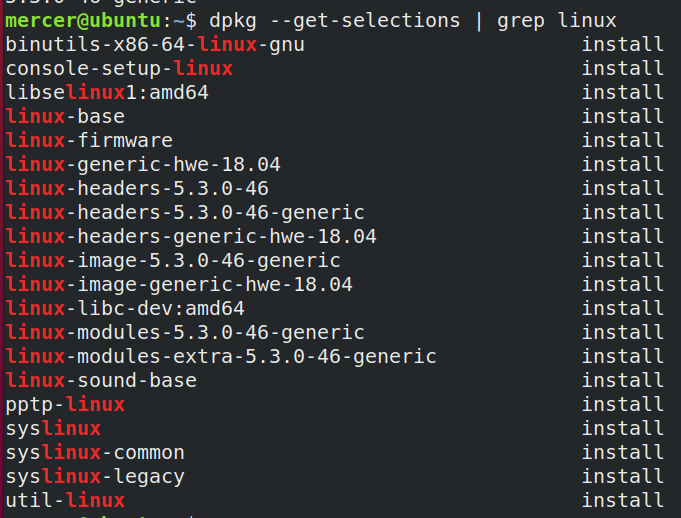 5.3.0-46-generic
mercer@ubuntu:~$ dpkg --get-selections | grep linux
binutils-x86-64-linux-gnu install
console-setup-linux install
libselinux1:amd64 install
linux-base install
linux-firmware install
linux-generic-hwe-18.04 install
linux-headers-5.3.0-46 install
linux-headers-5.3.0-46-generic install
linux-headers-generic-hwe-18.04 install
linux-image-5.3.0-46-generic install
linux-image-generic-hwe-18.04 install
linux-libc-dev:amd64 install
linux-modules-5.3.0-46-generic install
linux-modules-extra-5.3.0-46-generic install
linux-sound-base install
pptp-linux install
syslinux install
syslinux-common install
syslinux-legacy install
util-linux install